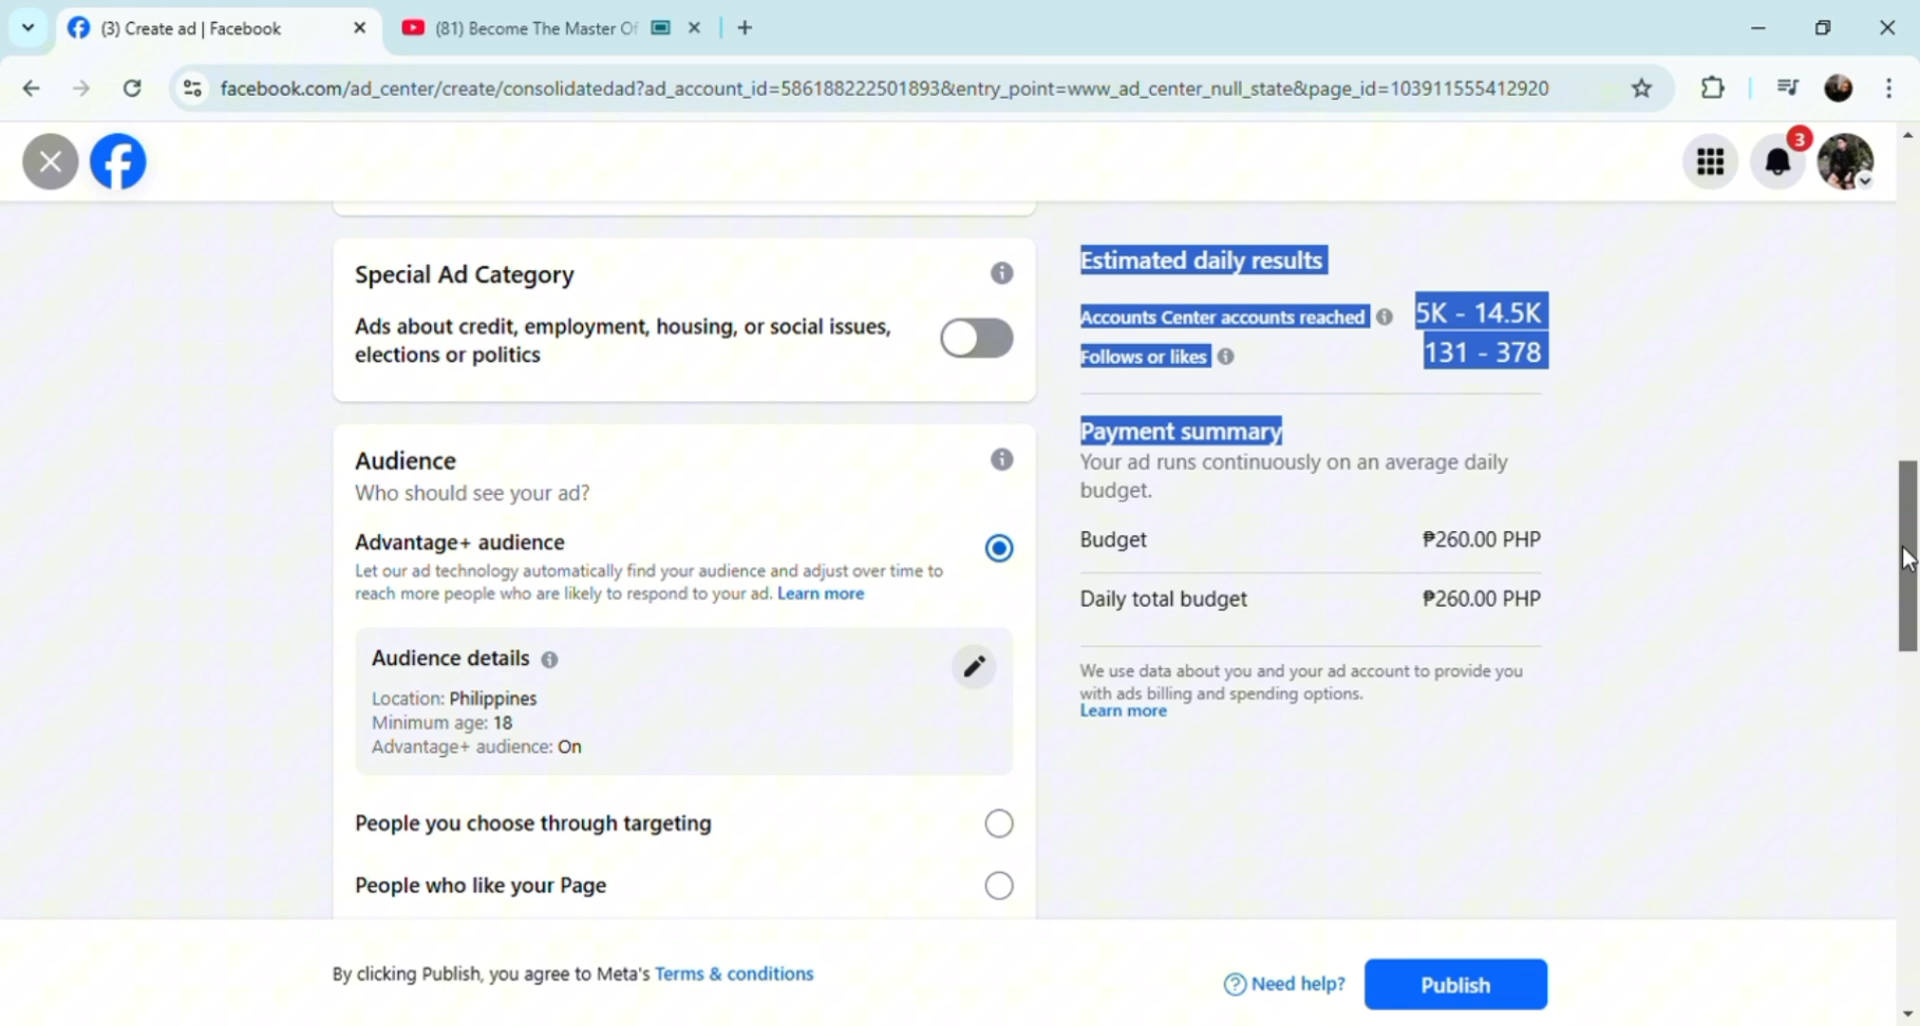 (3) Create ad | Facebook
(81) Become The Master Of
facebook.com/ad_center/create/consolidatedad?ad_account_id=586188222501893&entry_point=www_ad_center_null_state&page_id=103911555412920
3
Special Ad Category
Ads about credit, employment, housing, or social issues,
elections or politics
Audience
Who should see your ad?
Advantage+ audience
Let our ad technology automatically find your audience and adjust over time to
reach more people who are likely to respond to your ad. Learn more
Audience details
Location: Philippines
Minimum age: 18
Advantage+ audience: On
People you choose through targeting
People who like your Page
Estimated daily results
Accounts Center accounts reached 5K - 14.5K
Follows or likes 131 - 378
Payment summary
Your ad runs continuously on an average daily
budget.
Budget ₱260.00 PHP
Daily total budget ₱260.00 PHP
We use data about you and your ad account to provide you
with ads billing and spending options.
Learn more
By clicking Publish, you agree to Meta's Terms & conditions
Need help?
Publish